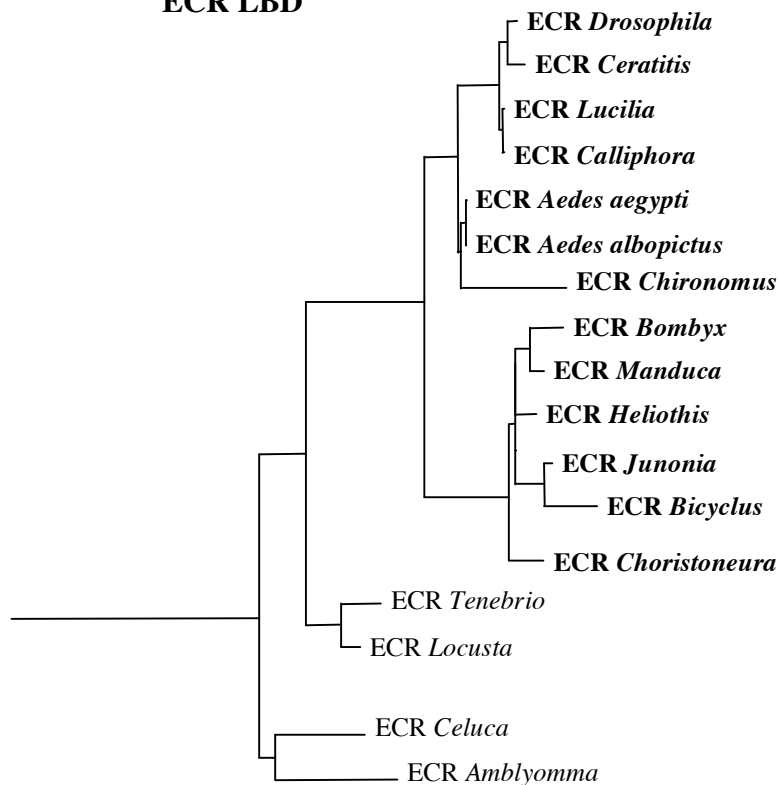 ECR LBD
ECR Drosophila
ECR Ceratitis
ECR Lucilia
ECR Calliphora
ECR Aedes aegypti
ECR Aedes albopictus
ECR Chironomus
ECR Bombyx
ECR Manduca
ECR Heliothis
ECR Junonia
ECR Bicyclus
ECR Choristoneura
ECR Tenebrio
ECR Locusta
ECR Celuca
ECR Amblyomma